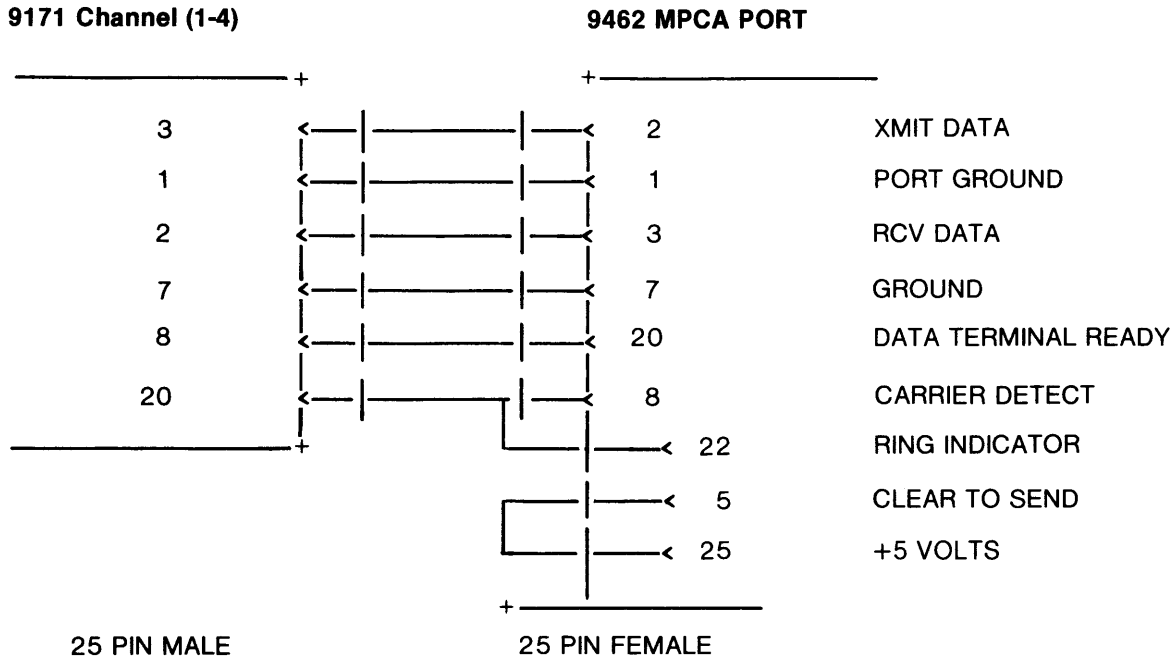 9171 Channel (1-4) 9462 MPCA PORT
3 2 XMIT DATA
1 1 PORT GROUND
2 3 RCV DATA
7 7 GROUND
8 20 DATA TERMINAL READY
20 8 CARRIER DETECT
22 RING INDICATOR
5 CLEAR TO SEND
25 +5 VOLTS
25 PIN MALE 25 PIN FEMALE